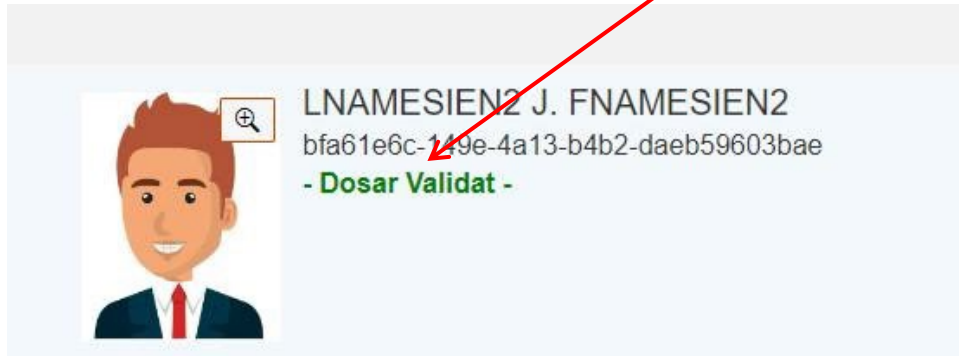 LNAMESIEN2 J. FNAMESIEN2
bfa61e6c-149e-4a13-b4b2-daeb59603bae
- Dosar Validat -